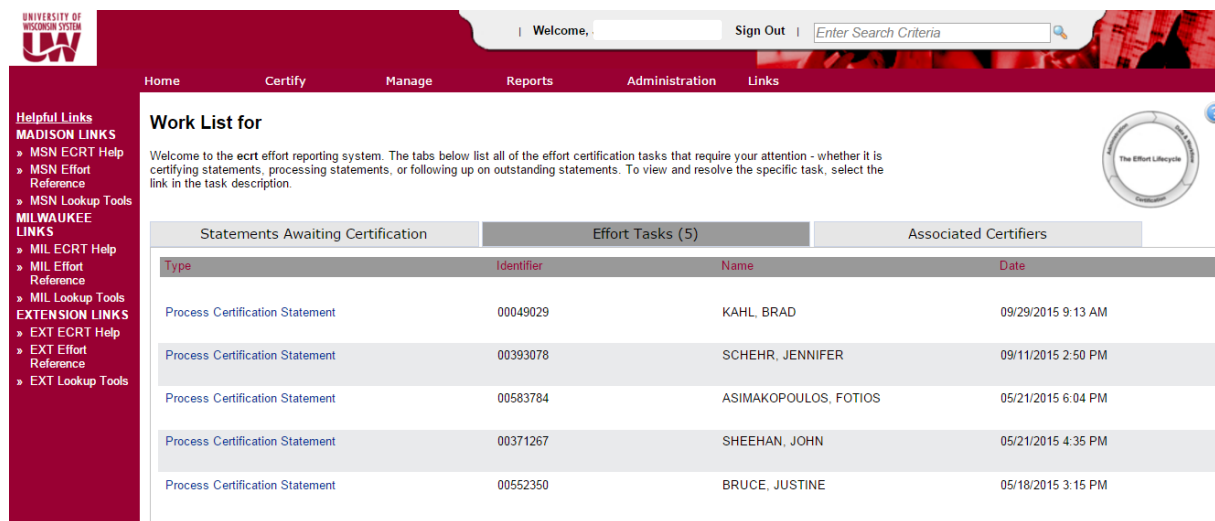 UNIVERSITY OF
WISCONSIN SYSTEM
UW
| Welcome, Sign Out | Enter Search Criteria
Home Certify Manage Reports Administration Links
Helpful Links
MADISON LINKS
» MSN ECRT Help
» MSN Effort
Reference
» MSN Lookup Tools
MILWAUKEE
LINKS
» MIL ECRT Help
» MIL Effort
Reference
» MIL Lookup Tools
EXTENSION LINKS
» EXT ECRT Help
» EXT Effort
Reference
» EXT Lookup Tools
Work List for
Welcome to the ecrt effort reporting system. The tabs below list all of the effort certification tasks that require your attention - whether it is
certifying statements, processing statements, or following up on outstanding statements. To view and resolve the specific task, select the
link in the task description.
Administration
Data & Workflow
The Effort Lifecycle
Certification
?
Statements Awaiting Certification Effort Tasks (5) Associated Certifiers
Type Identifier Name Date
Process Certification Statement 00049029 KAHL, BRAD 09/29/2015 9:13 AM
Process Certification Statement 00393078 SCHEHR, JENNIFER 09/11/2015 2:50 PM
Process Certification Statement 00583784 ASIMAKOPOULOS, FOTIOS 05/21/2015 6:04 PM
Process Certification Statement 00371267 SHEEHAN, JOHN 05/21/2015 4:35 PM
Process Certification Statement 00552350 BRUCE, JUSTINE 05/18/2015 3:15 PM